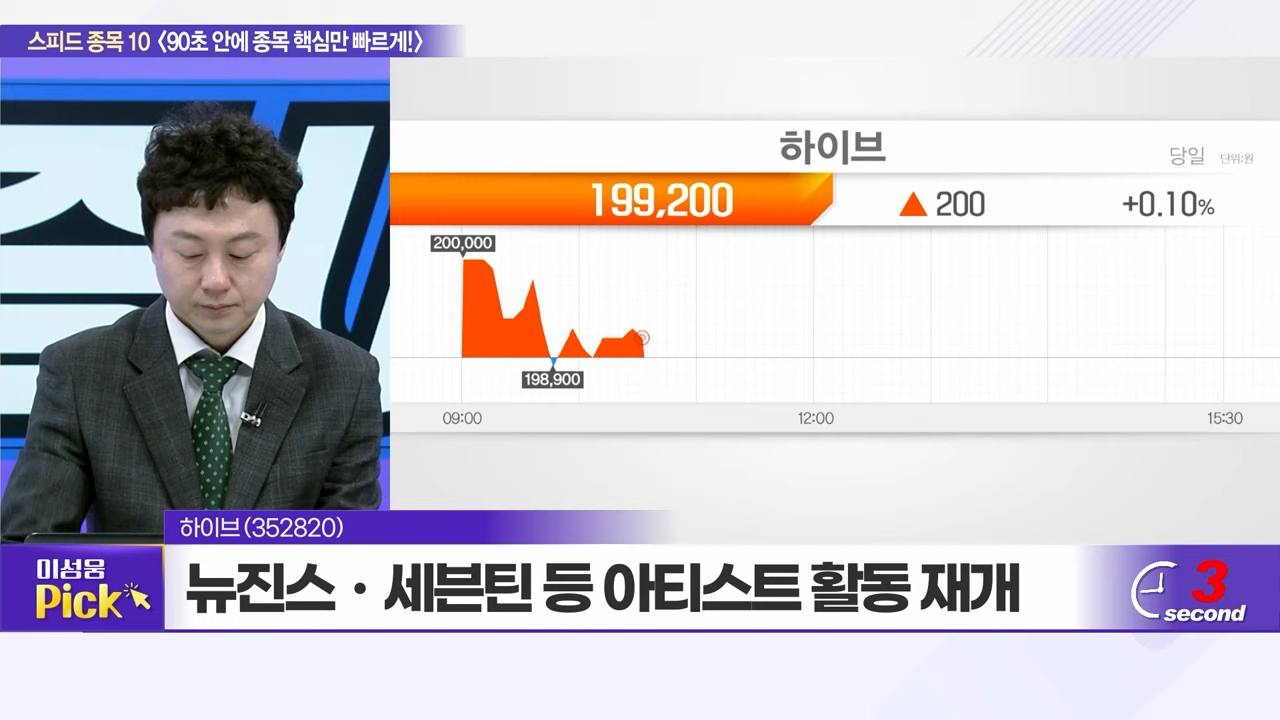 스피드 종목 10 〈90초 안에 종목 핵심만 빠르게!〉
하이브
당일 단위:원
199,200 ▲ 200 +0.10%
200,000
198,900
09:00 12:00 15:30
하이브(352820)
이성웅
Pick
뉴진스 · 세븐틴 등 아티스트 활동 재개
3
second